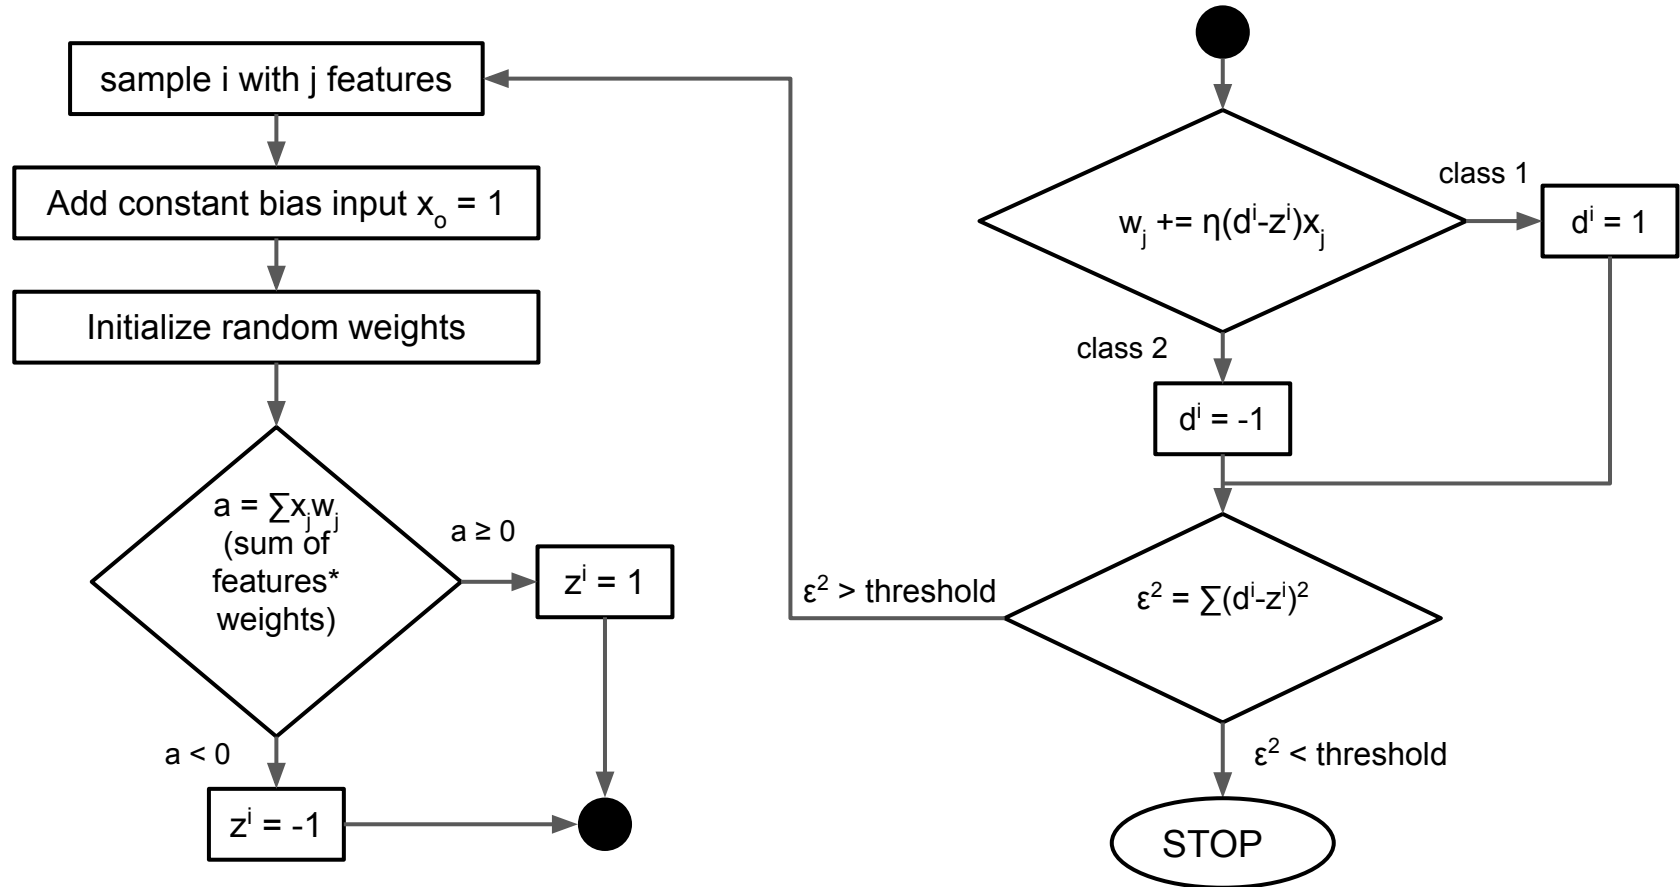 sample i with j features
Add constant bias input xₒ = 1
Initialize random weights
a = ∑xⱼwⱼ
(sum of
features*
weights)
a ≥ 0
zⁱ = 1
a < 0
zⁱ = -1
wⱼ += η(dⁱ-zⁱ)xⱼ
class 1
dⁱ = 1
class 2
dⁱ = -1
ε² = ∑(dⁱ-zⁱ)²
ε² > threshold
ε² < threshold
STOP